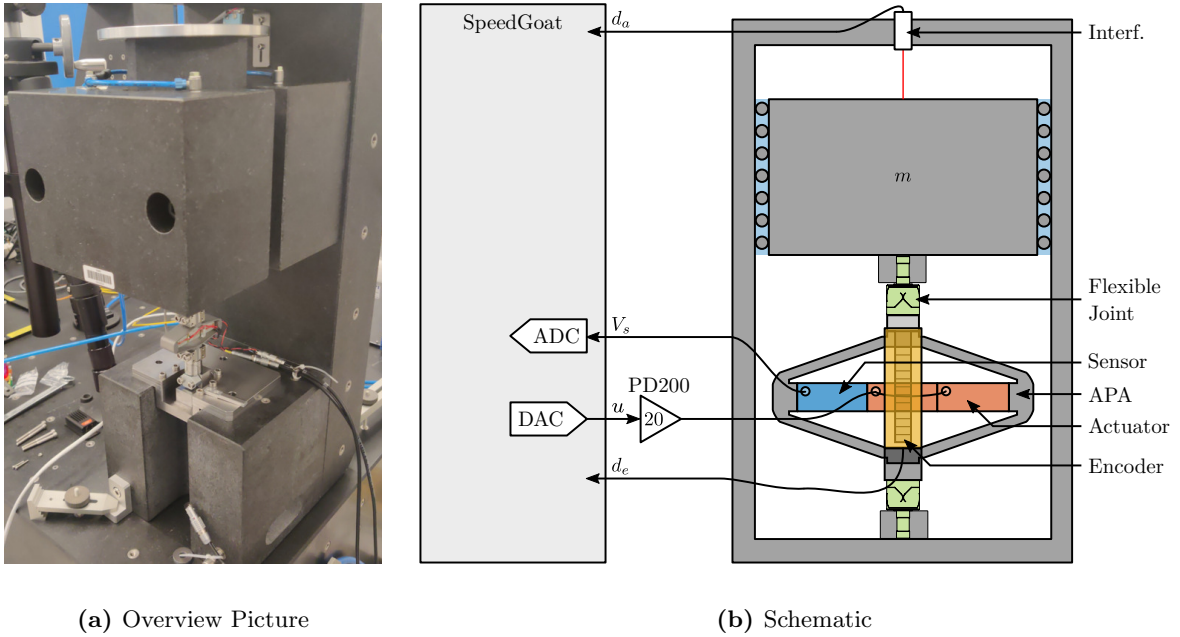 SpeedGoat
d_a
Interf.
m
Flexible
Joint
ADC
V_s
Sensor
PD200
APA
DAC
u
20
Actuator
d_e
Encoder
(a) Overview Picture
(b) Schematic